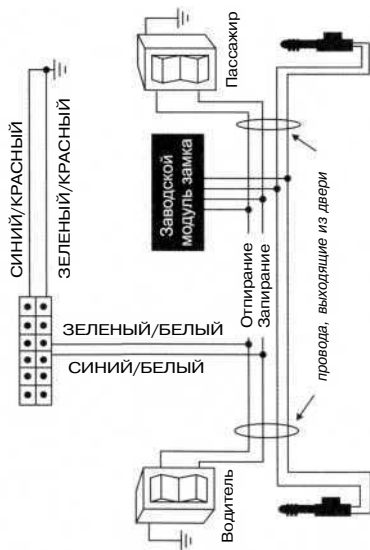 СИНИЙ/КРАСНЫЙ
ЗЕЛЕНЫЙ/КРАСНЫЙ
ЗЕЛЕНЫЙ/БЕЛЫЙ
СИНИЙ/БЕЛЫЙ
Водитель
Пассажир
Заводской
модуль замка
Отпирание
Запирание
провода, выходящие из двери